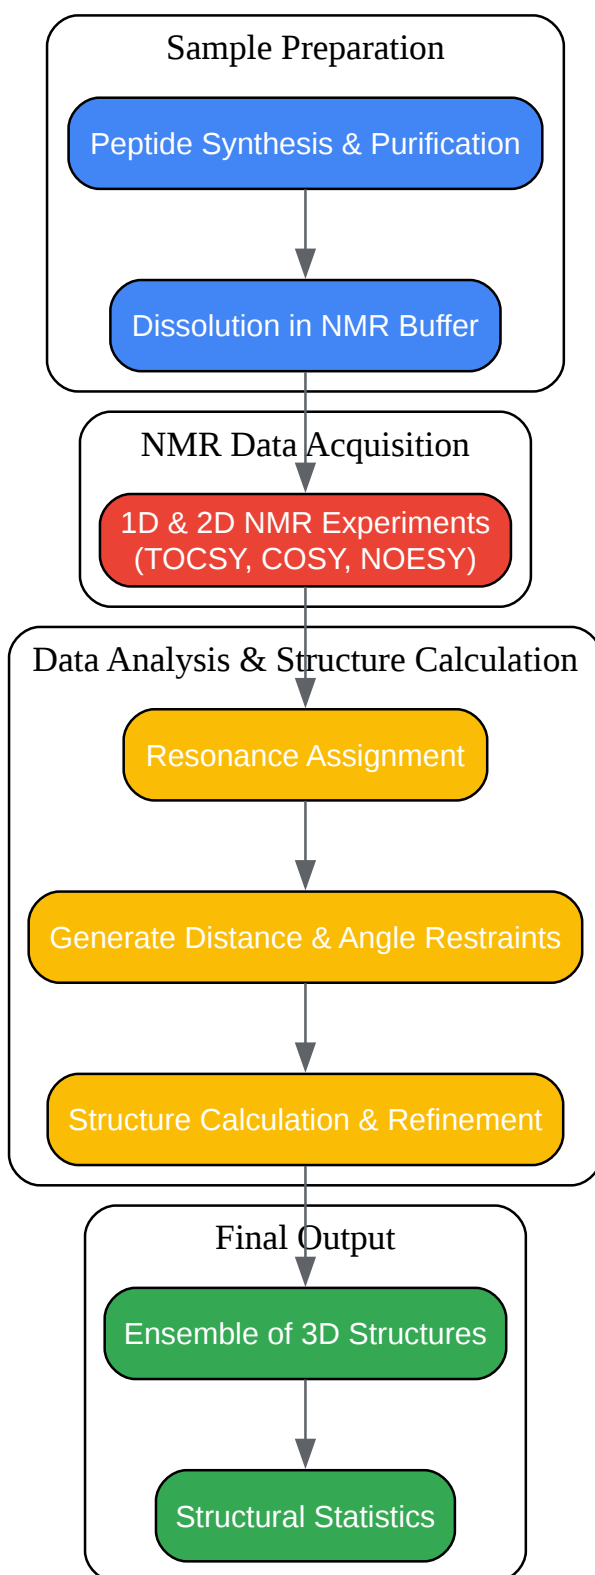 Sample Preparation
Peptide Synthesis & Purification
Dissolution in NMR Buffer
NMR Data Acquisition
1D & 2D NMR Experiments
(TOCSY, COSY, NOESY)
Data Analysis & Structure Calculation
Resonance Assignment
Generate Distance & Angle Restraints
Structure Calculation & Refinement
Final Output
Ensemble of 3D Structures
Structural Statistics